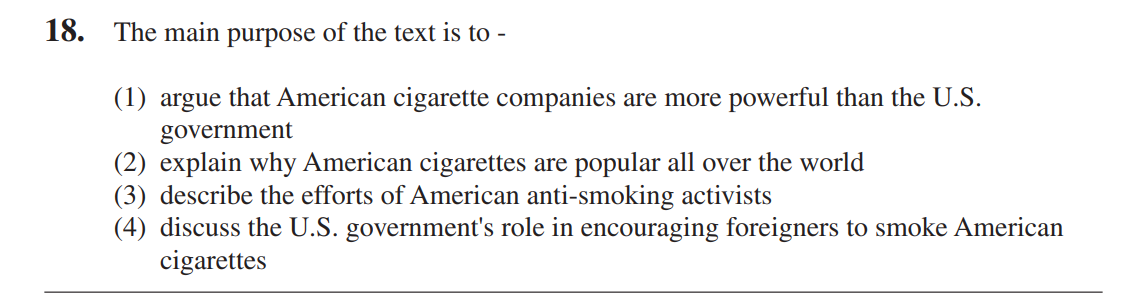 18. The main purpose of the text is to -
(1) argue that American cigarette companies are more powerful than the U.S.
government
(2) explain why American cigarettes are popular all over the world
(3) describe the efforts of American anti-smoking activists
(4) discuss the U.S. government's role in encouraging foreigners to smoke American
cigarettes